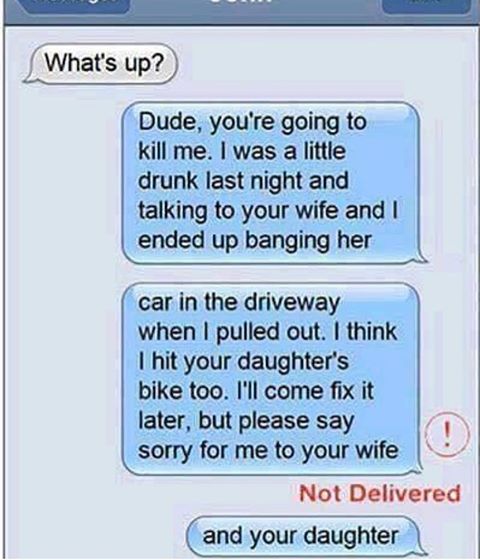 What's up?
Dude, you're going to
kill me. I was a little
drunk last night and
talking to your wife and I
ended up banging her
car in the driveway
when I pulled out. I think
I hit your daughter's
bike too. I'll come fix it
later, but please say
sorry for me to your wife
!
Not Delivered
and your daughter